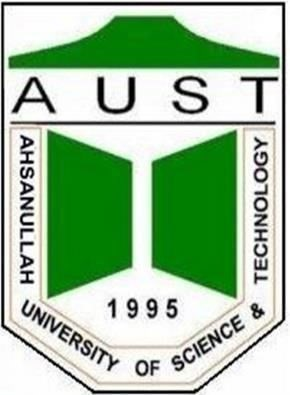 AUST
AHSANULLAH UNIVERSITY OF SCIENCE & TECHNOLOGY
1995